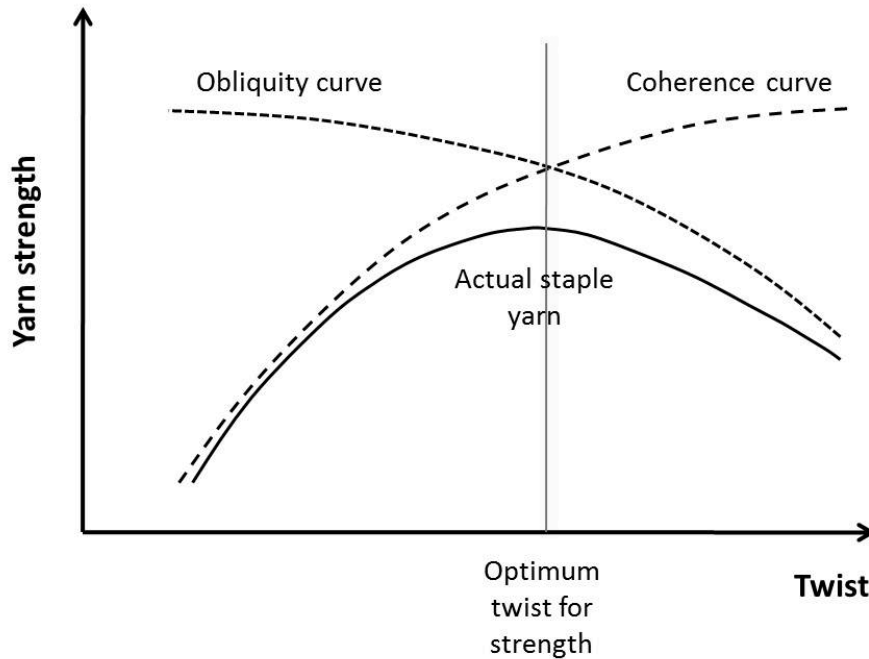 Obliquity curve
Coherence curve
Yarn strength
Actual staple
yarn
Optimum
twist for
strength
Twist